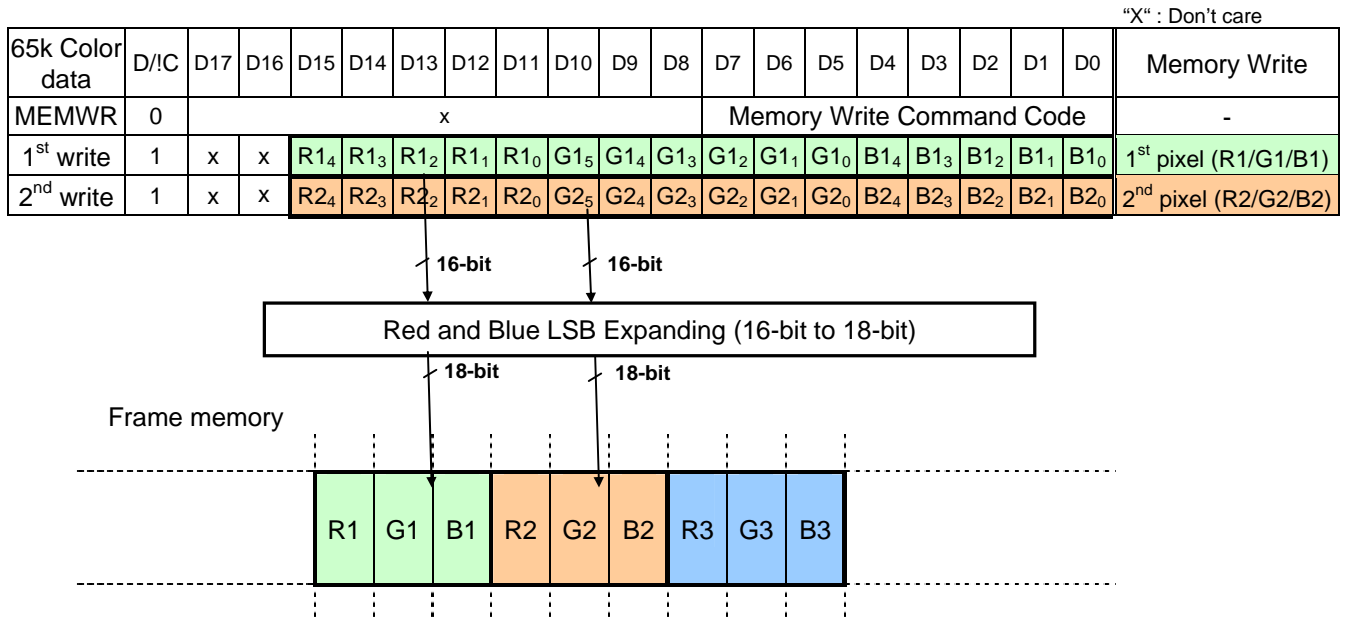 “X“ : Don’t care
65k Color data D/!C D17 D16 D15 D14 D13 D12 D11 D10 D9 D8 D7 D6 D5 D4 D3 D2 D1 D0 Memory Write
MEMWR 0 x Memory Write Command Code -
1st write 1 x x R1₄ R1₃ R1₂ R1₁ R1₀ G1₅ G1₄ G1₃ G1₂ G1₁ G1₀ B1₄ B1₃ B1₂ B1₁ B1₀ 1st pixel (R1/G1/B1)
2nd write 1 x x R2₄ R2₃ R2₂ R2₁ R2₀ G2₅ G2₄ G2₃ G2₂ G2₁ G2₀ B2₄ B2₃ B2₂ B2₁ B2₀ 2nd pixel (R2/G2/B2)
16-bit 16-bit
Red and Blue LSB Expanding (16-bit to 18-bit)
18-bit 18-bit
Frame memory
R1 G1 B1 R2 G2 B2 R3 G3 B3